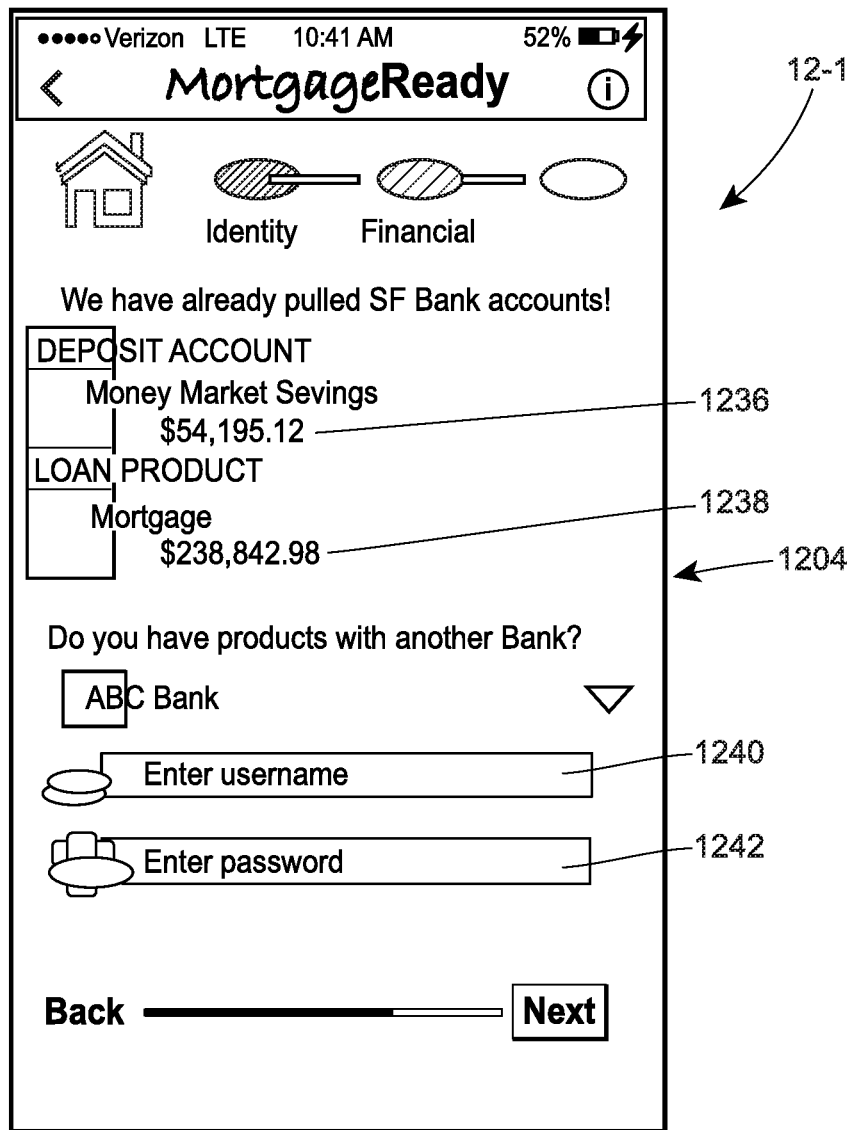 ●●●●○ Verizon LTE 10:41 AM 52%
12-1
< MortgageReady i
Identity Financial
We have already pulled SF Bank accounts!
DEPOSIT ACCOUNT
Money Market Sevings
1236
$54,195.12
LOAN PRODUCT
1238
Mortgage
$238,842.98
1204
Do you have products with another Bank?
ABC Bank
1240
Enter username
1242
Enter password
Back Next